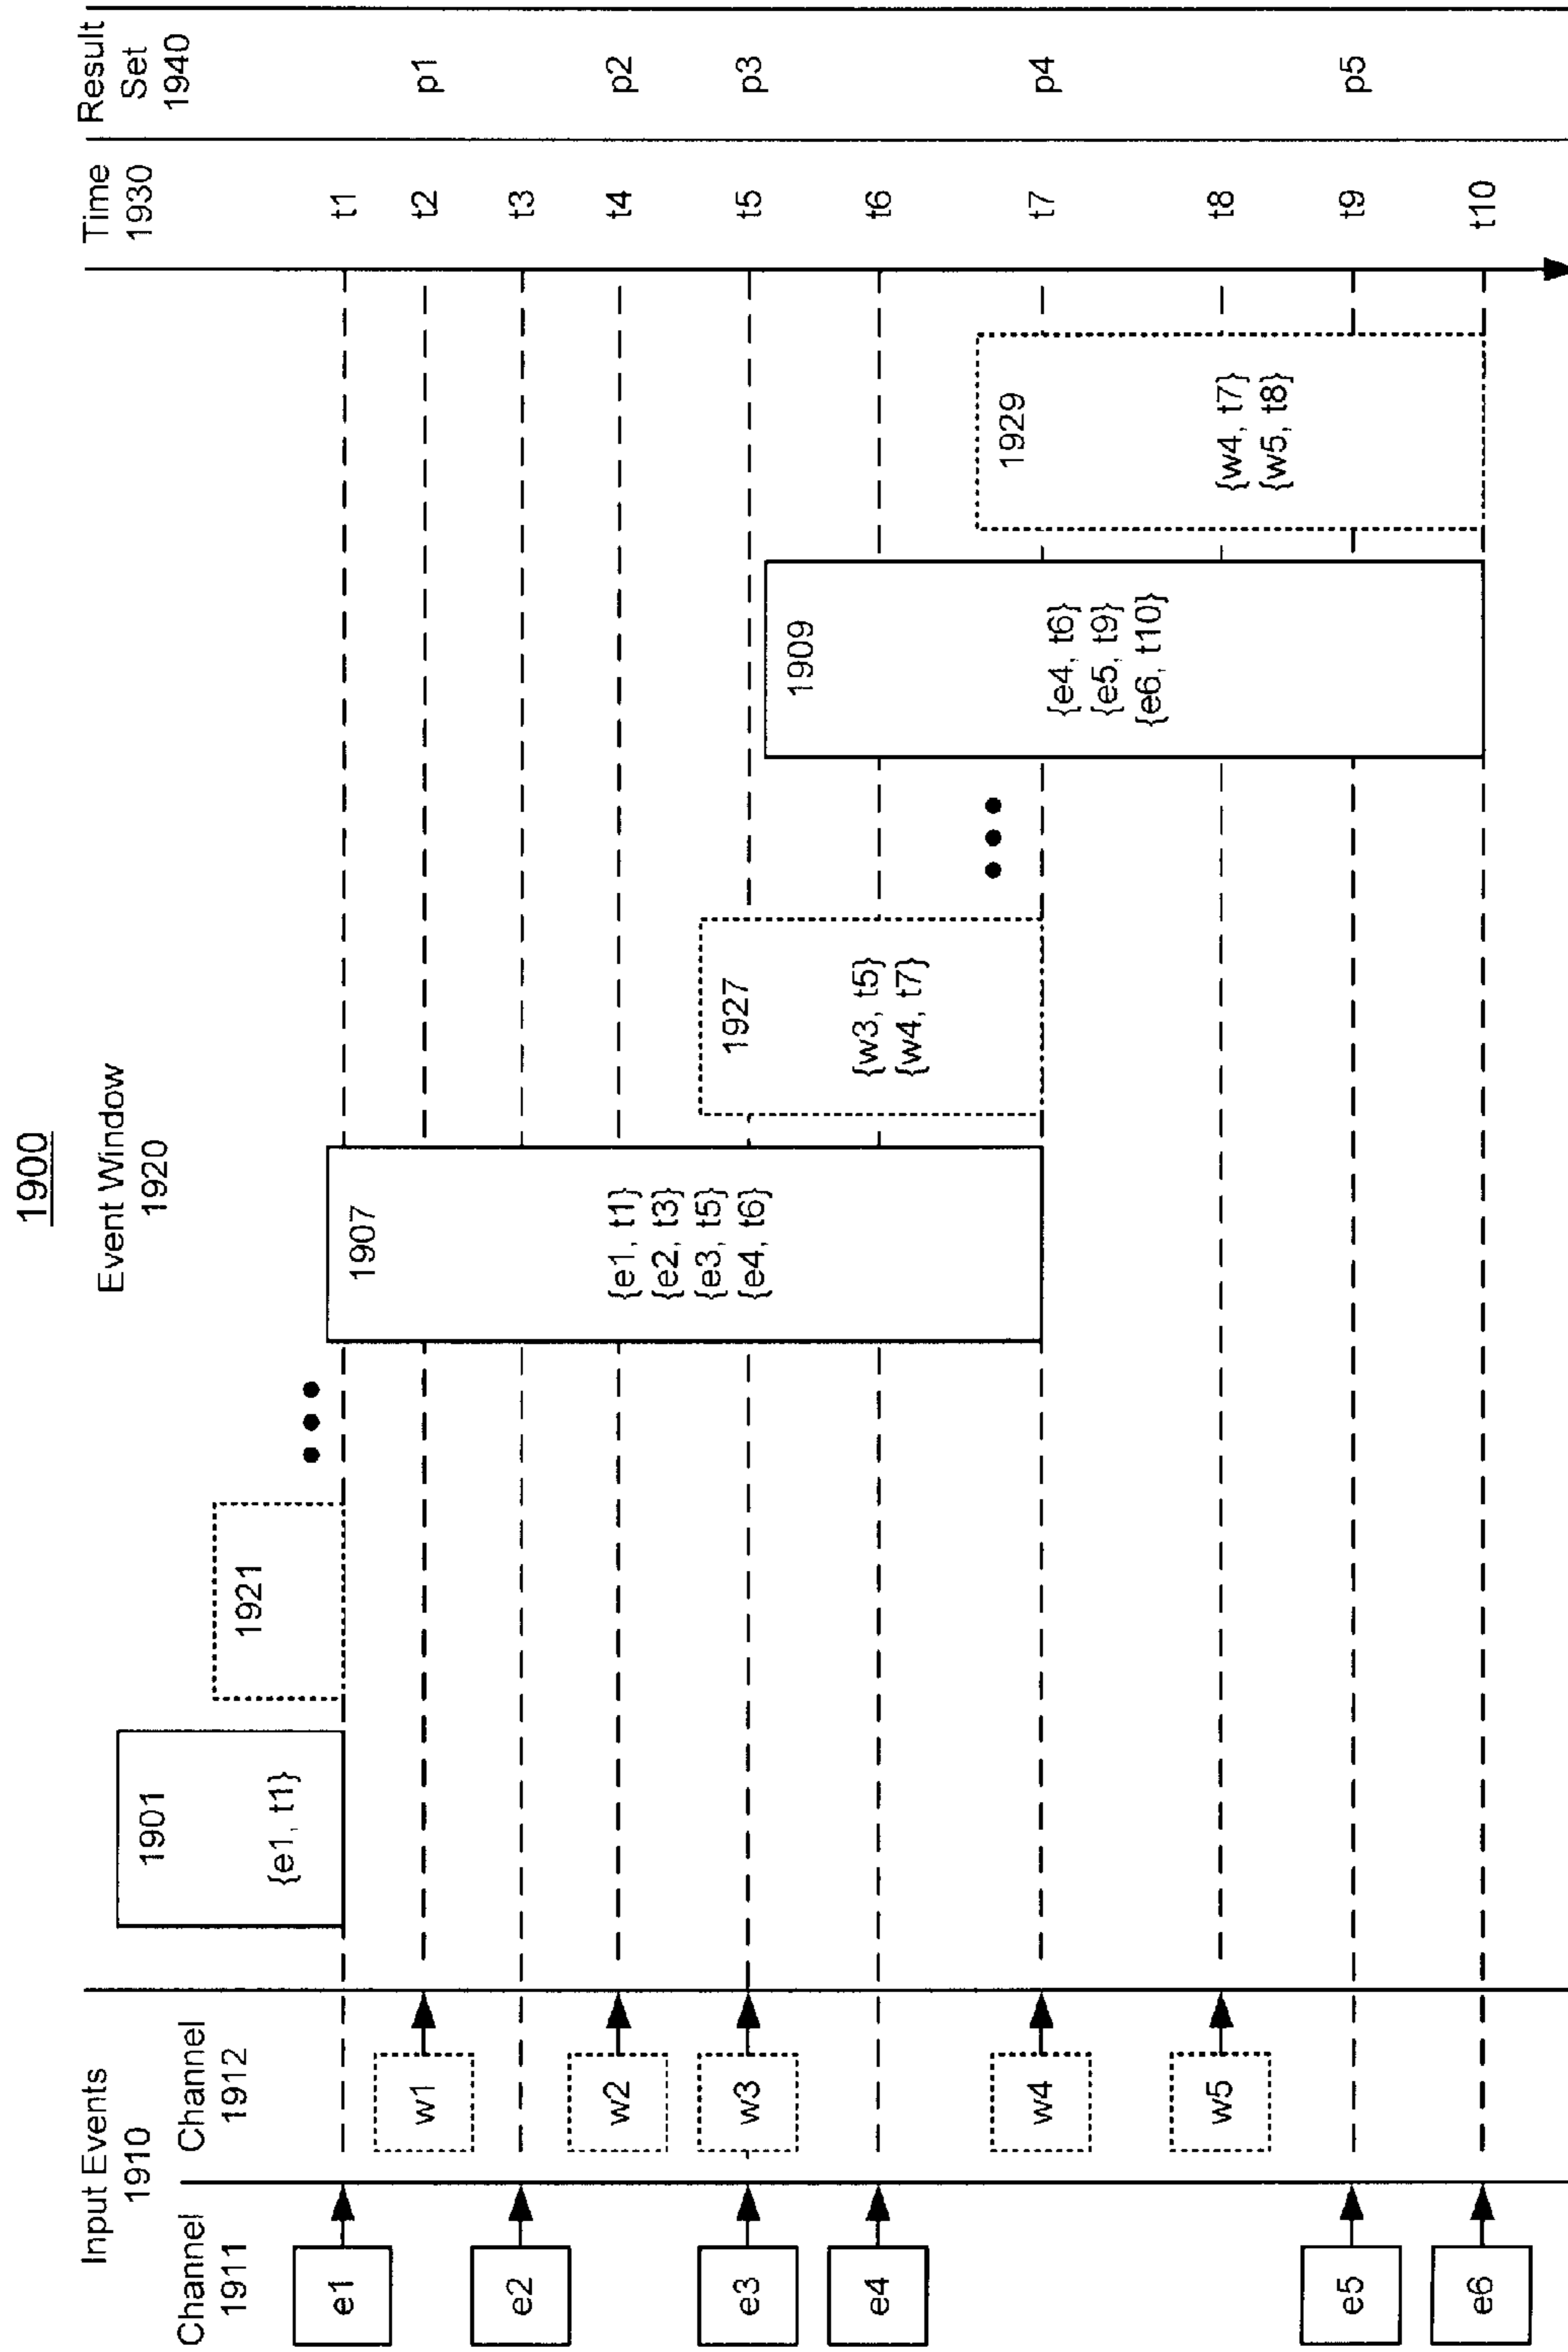 1900
Input Events
1910
Channel
1911
Channel
1912
Event Window
1920
Time
1930
Result
Set
1940
e1
e2
e3
e4
e5
e6
w1
w2
w3
w4
w5
1901
{e1, t1}
1921
1907
{e1, t1}
{e2, t3}
{e3, t5}
{e4, t6}
1927
{w3, t5}
{w4, t7}
1909
{e4, t6}
{e5, t9}
{e6, t10}
1929
{w4, t7}
{w5, t8}
t1
t2
t3
t4
t5
t6
t7
t8
t9
t10
p1
p2
p3
p4
p5